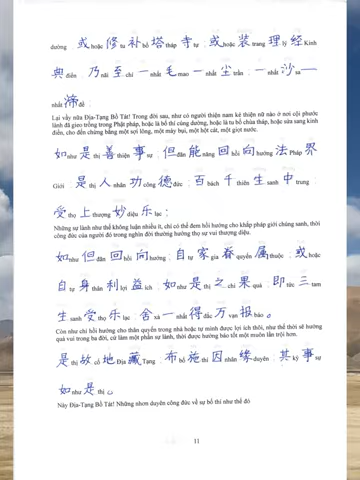 dưỡng ; 或 hoặc 修 tu 补 bổ 塔 tháp 寺 tự ; 或 hoặc 装 trang 理 lý 经 Kinh
典 điển ; 乃 nãi 至 chí 一 nhất 毛 mao 一 nhất 尘 trần ; 一 nhất 沙 sa 一
nhất 渧 đế ;
Lại vầy nữa Địa-Tạng Bồ Tát! Trong đời sau, như có người thiện nam kẻ thiện nữ nào ở nơi cội phước
lành đã gieo trồng trong Phật pháp, hoặc là bố thí cúng dường, hoặc là tu bổ chùa tháp, hoặc sửa sang kinh
điển, cho đến chừng bằng một sợi lông, một mảy bụi, một hột cát, một giọt nước.
如 như 是 thị 善 thiện 事 sự ; 但 đãn 能 năng 回 hồi 向 hướng 法 Pháp 界
Giới ; 是 thị 人 nhân 功 công 德 đức ; 百 bách 千 thiên 生 sanh 中 trung ;
受 thọ 上 thượng 妙 diệu 乐 lạc ;
Những sự lành như thế không luận nhiều ít, chỉ có thể đem hồi hướng cho khắp pháp giới chúng sanh, thời
công đức của người đó trong nghìn đời thường hưởng thọ sự vui thượng diệu.
如 như 但 đãn 回 hồi 向 hướng ; 自 tự 家 gia 眷 quyến 属 thuộc ; 或 hoặc
自 tự 身 thân 利 lợi 益 ích ; 如 như 是 thị 之 chi 果 quả ; 即 tức 三 tam
生 sanh 受 thọ 乐 lạc ; 舍 xả 一 nhất 得 đắc 万 vạn 报 báo 。
Còn như chỉ hồi hướng cho thân quyến trong nhà hoặc tự mình được lợi ích thôi, như thế thời sẽ hưởng
quả vui trong ba đời, cứ làm một phần sự lành, thời được hưởng báo tốt một muôn lần trội hơn.
是 thị 故 cố 地 Địa 藏 Tạng ; 布 bố 施 thí 因 nhân 缘 duyên ; 其 kỳ 事 sự
如 như 是 thị 。
Này Địa-Tạng Bồ Tát! Những nhơn duyên công đức về sự bố thí như thế đó
11